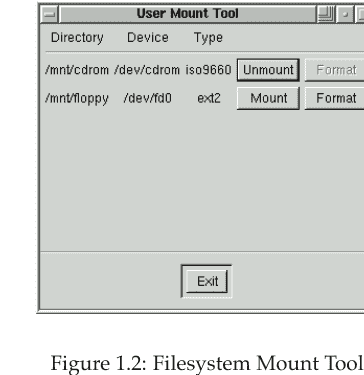 User Mount Tool
Directory Device Type
/mnt/cdrom /dev/cdrom iso9660 Unmount Format
/mnt/floppy /dev/fd0 ext2 Mount Format
Exit
Figure 1.2: Filesystem Mount Tool